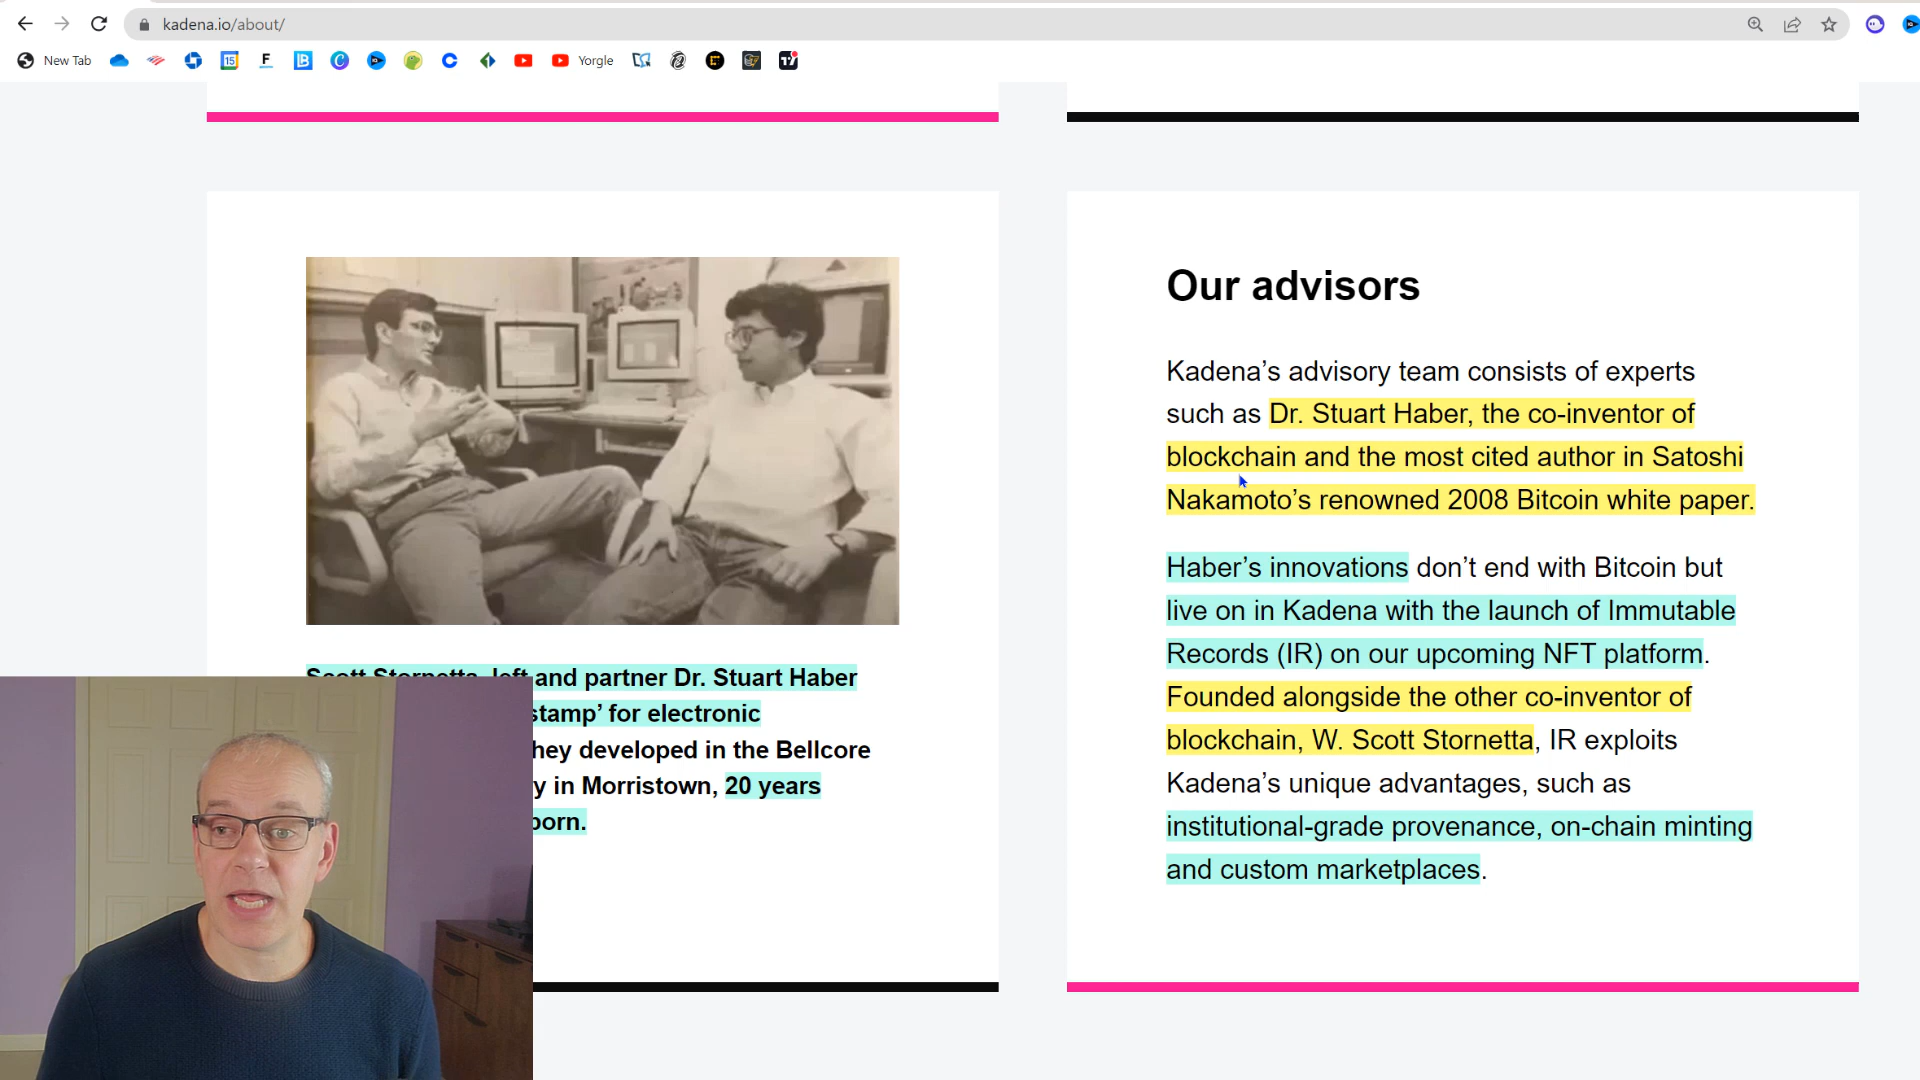 kadena.io/about/
New Tab
15
F
Yorgle
Scott Stornetta, left and partner Dr. Stuart Haber
stamp’ for electronic
hey developed in the Bellcore
y in Morristown, 20 years
born.
Our advisors
Kadena’s advisory team consists of experts
such as Dr. Stuart Haber, the co-inventor of
blockchain and the most cited author in Satoshi
Nakamoto’s renowned 2008 Bitcoin white paper.
Haber’s innovations don’t end with Bitcoin but
live on in Kadena with the launch of Immutable
Records (IR) on our upcoming NFT platform.
Founded alongside the other co-inventor of
blockchain, W. Scott Stornetta, IR exploits
Kadena’s unique advantages, such as
institutional-grade provenance, on-chain minting
and custom marketplaces.